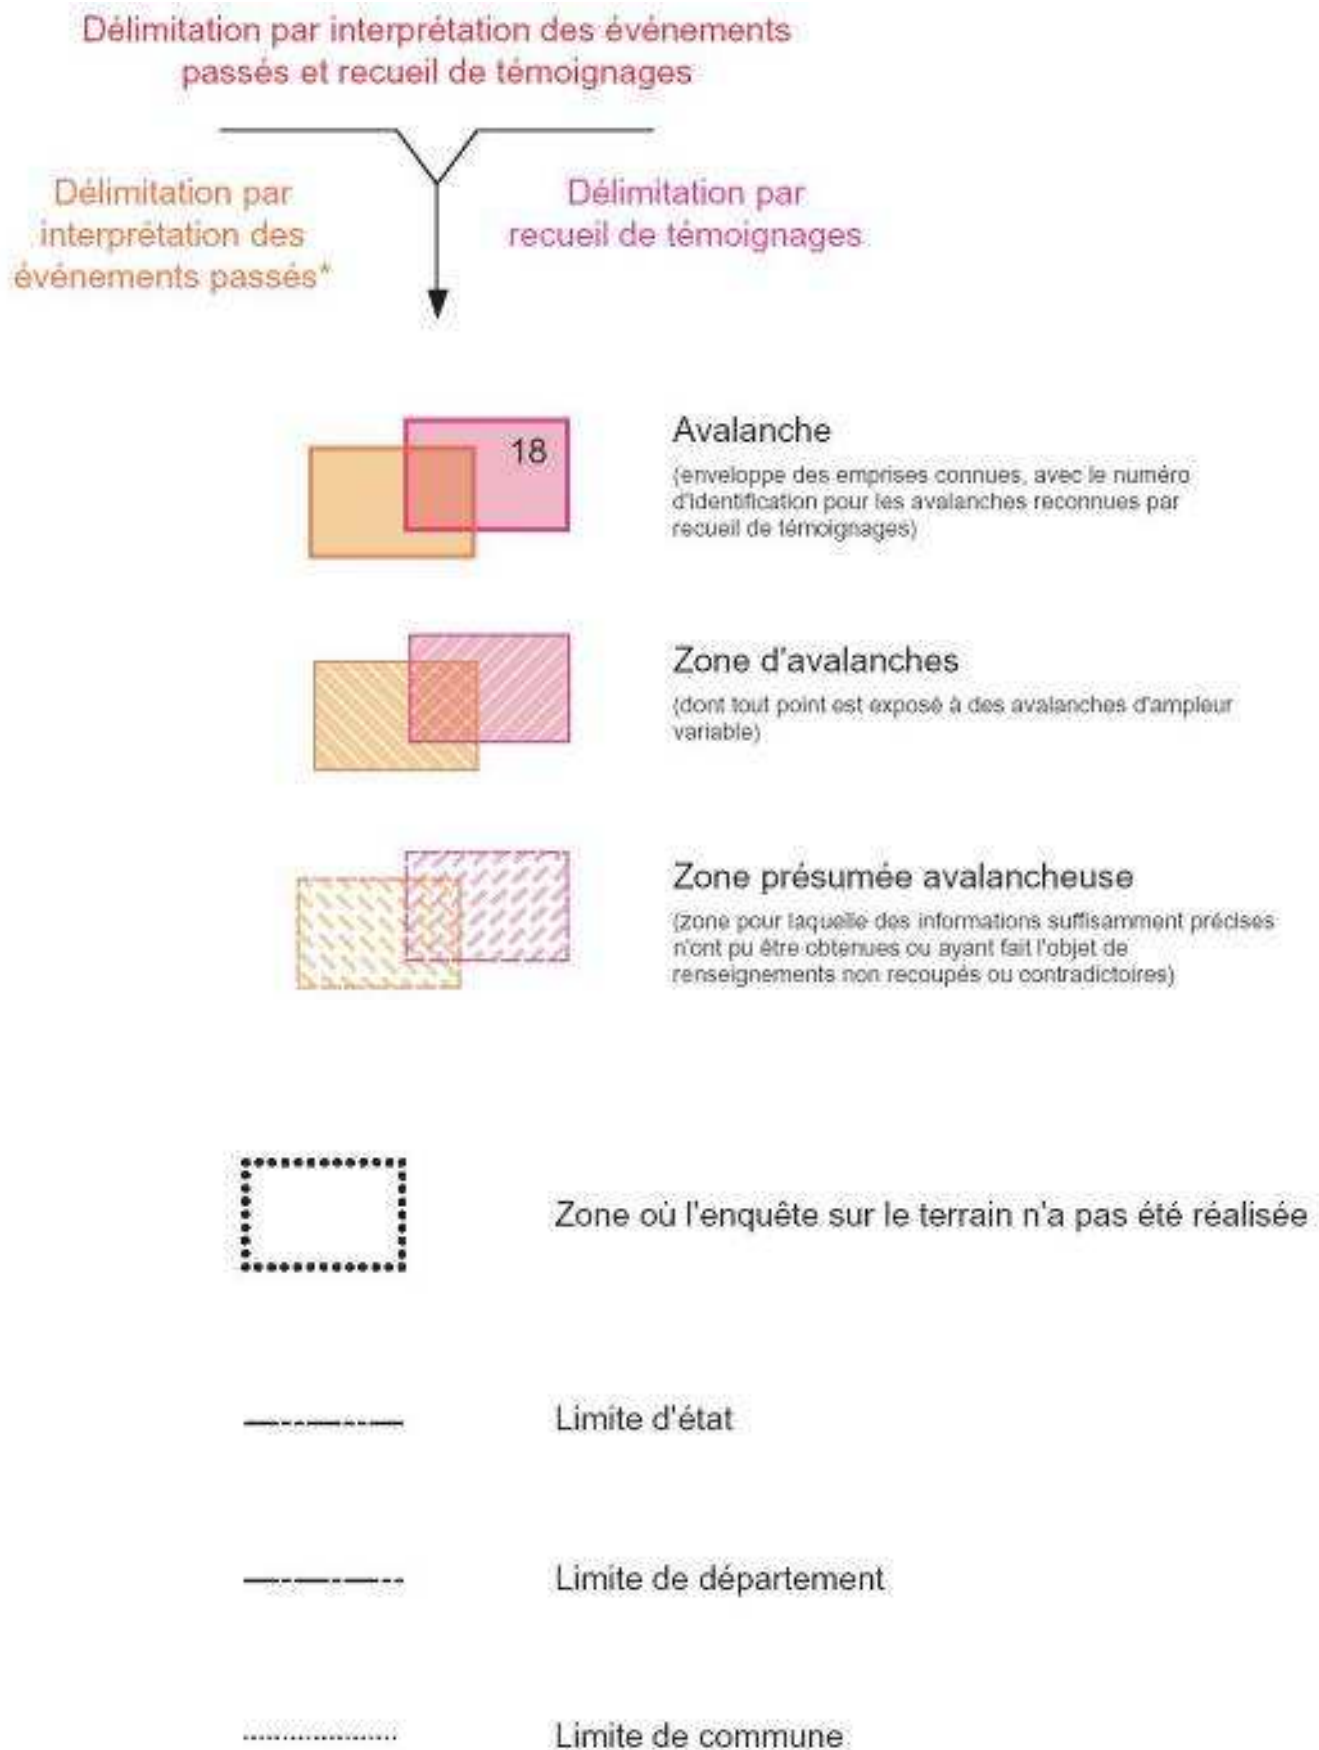 Délimitation par interprétation des événements
passés et recueil de témoignages
Délimitation par
interprétation des
événements passés*
Délimitation par
recueil de témoignages
18
Avalanche
(enveloppe des emprises connues, avec le numéro
d'identification pour les avalanches reconnues par
recueil de témoignages)
Zone d'avalanches
(dont tout point est exposé à des avalanches d'ampleur
variable)
Zone présumée avalancheuse
(zone pour laquelle des informations suffisamment précises
n'ont pu être obtenues ou ayant fait l'objet de
renseignements non recoupés ou contradictoires)
Zone où l'enquête sur le terrain n'a pas été réalisée
Limite d'état
Limite de département
Limite de commune